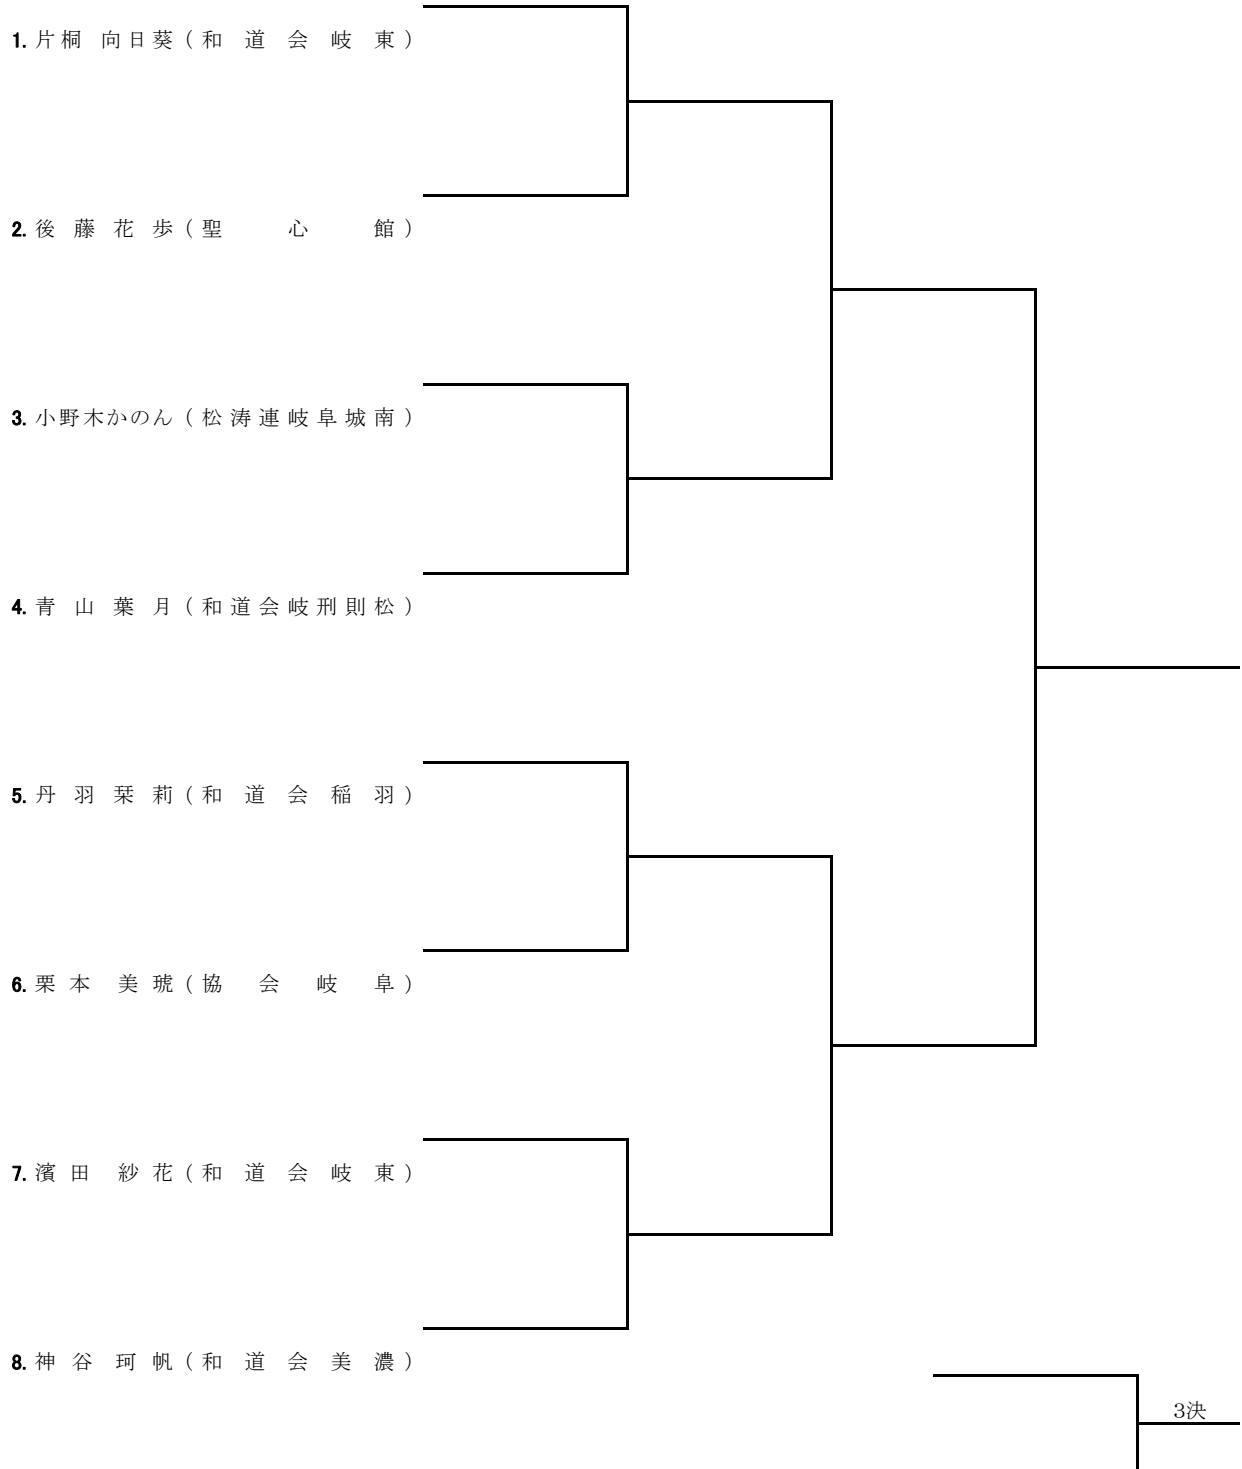 1. 片桐 向日葵 ( 和道会岐東 )
2. 後藤花歩 ( 聖心館 )
3. 小野木かのん ( 松涛連岐阜城南 )
4. 青山葉月 ( 和道会岐刑則松 )
5. 丹羽栞莉 ( 和道会稲羽 )
6. 栗本 美琥 ( 協会岐阜 )
7. 濱田 紗花 ( 和道会岐東 )
8. 神谷 珂帆 ( 和道会美濃 )
3決